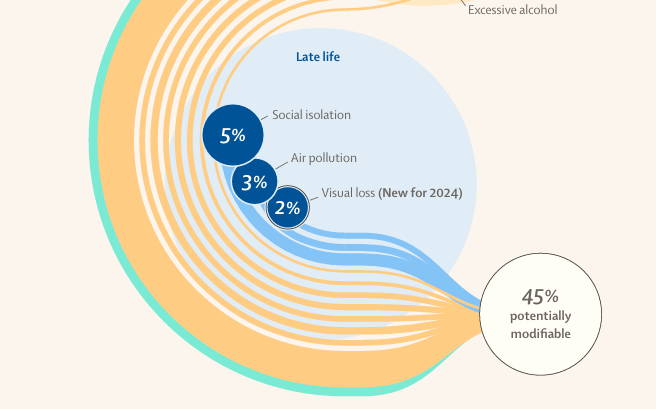 Excessive alcohol
Late life
Social isolation
5%
Air pollution
3%
Visual loss (New for 2024)
2%
45%
potentially
modifiable